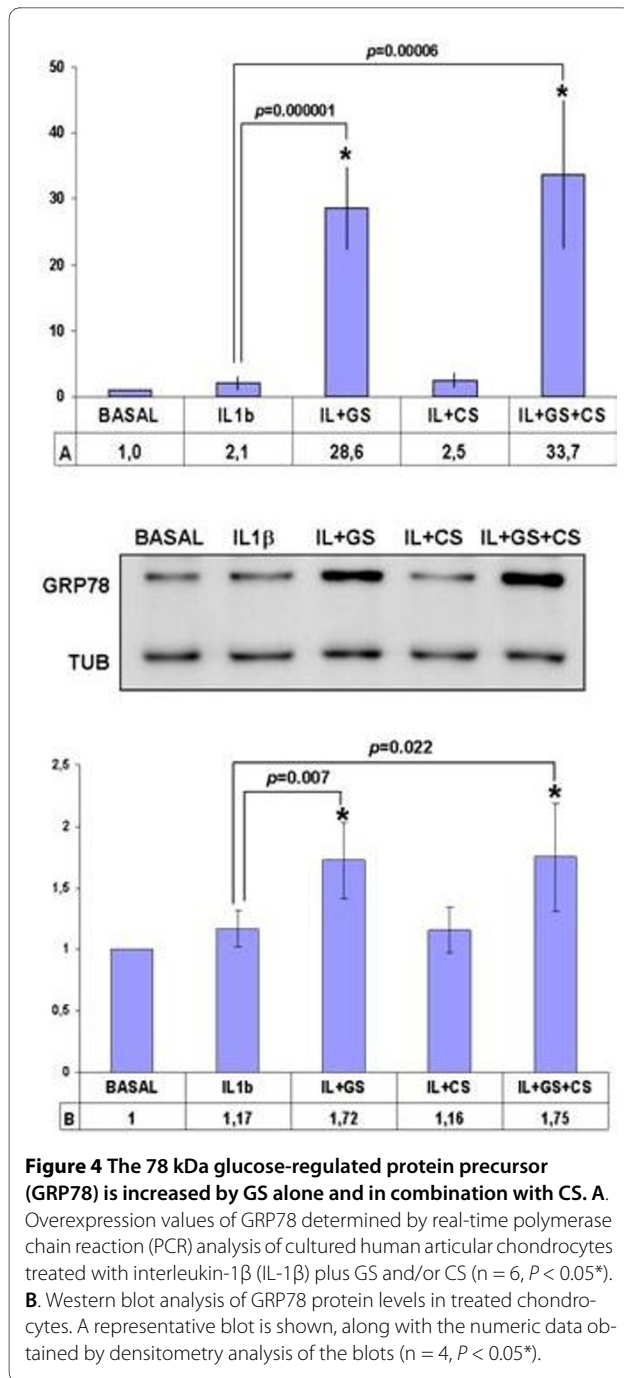 50
p=0.00006
p=0.000001
*
*
40
30
20
10
0
BASAL IL1b IL+GS IL+CS IL+GS+CS
A 1,0 2,1 28,6 2,5 33,7
BASAL IL1β IL+GS IL+CS IL+GS+CS
GRP78
TUB
2,5
p=0.022
p=0.007
*
*
2
1,5
1
0,5
0
BASAL IL1b IL+GS IL+CS IL+GS+CS
B 1 1,17 1,72 1,16 1,75
Figure 4 The 78 kDa glucose-regulated protein precursor
(GRP78) is increased by GS alone and in combination with CS. A.
Overexpression values of GRP78 determined by real-time polymerase
chain reaction (PCR) analysis of cultured human articular chondrocytes
treated with interleukin-1β (IL-1β) plus GS and/or CS (n = 6, P < 0.05*).
B. Western blot analysis of GRP78 protein levels in treated chondro-
cytes. A representative blot is shown, along with the numeric data ob-
tained by densitometry analysis of the blots (n = 4, P < 0.05*).